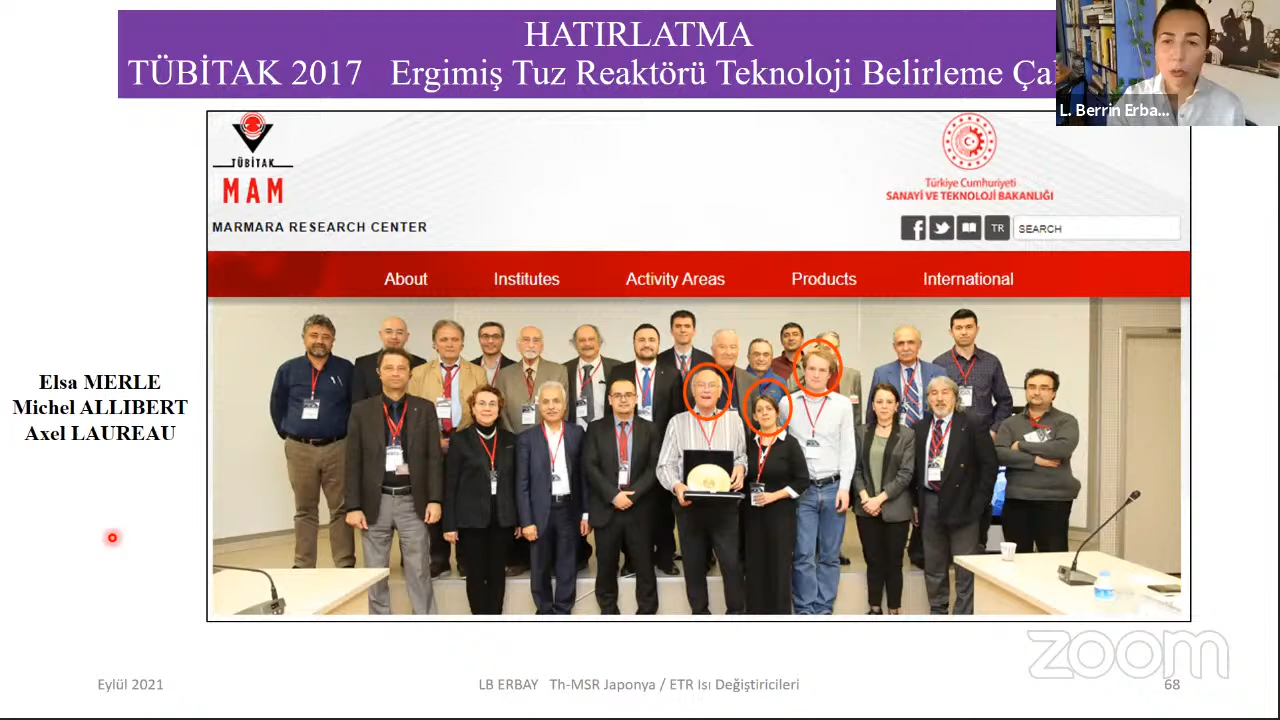 HATIRLATMA
TÜBİTAK 2017 Ergimiş Tuz Reaktörü Teknoloji Belirleme
L. Berrin Erba...
TÜBİTAK
MAM
MARMARA RESEARCH CENTER
Türkiye Cumhuriyeti
SANAYİ VE TEKNOLOJİ BAKANLIĞI
TR
SEARCH
About Institutes Activity Areas Products International
Elsa MERLE
Michel ALLIBERT
Axel LAUREAU
zoom
Eylül 2021 LB ERBAY Th-MSR Japonya / ETR Isı Değiştiricileri 68